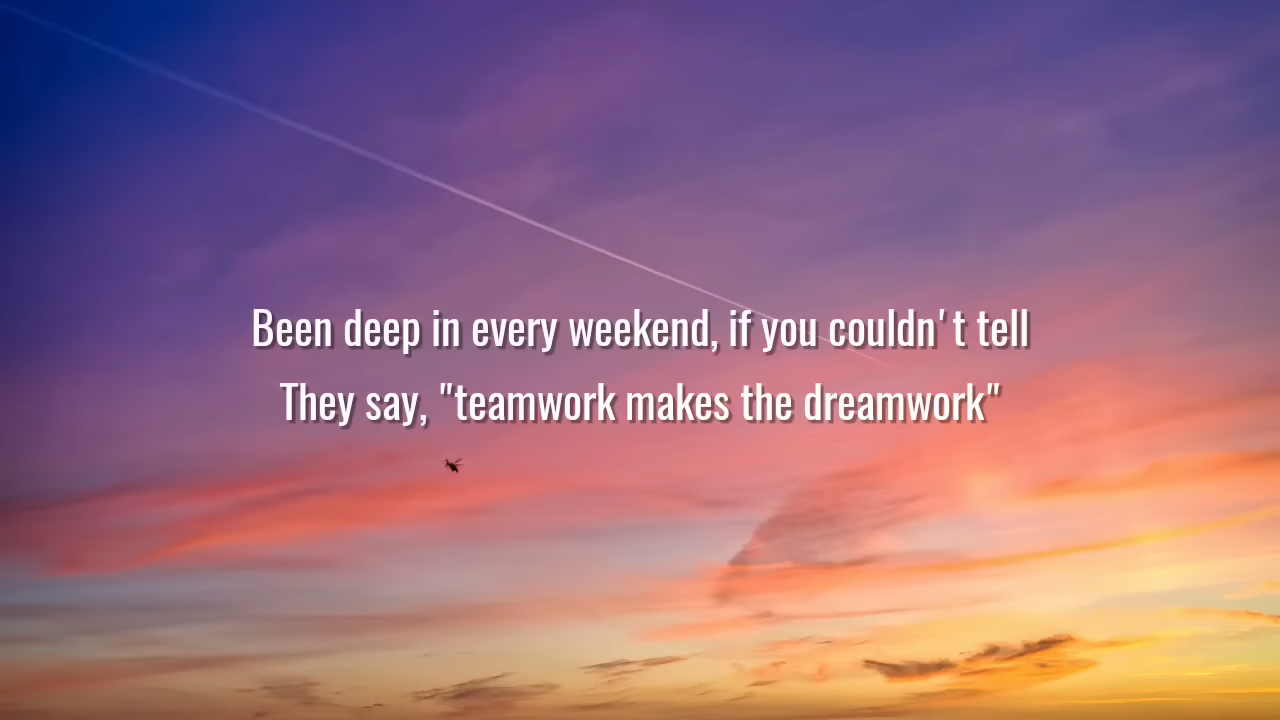 Been deep in every weekend, if you couldn't tell
They say, "teamwork makes the dreamwork"